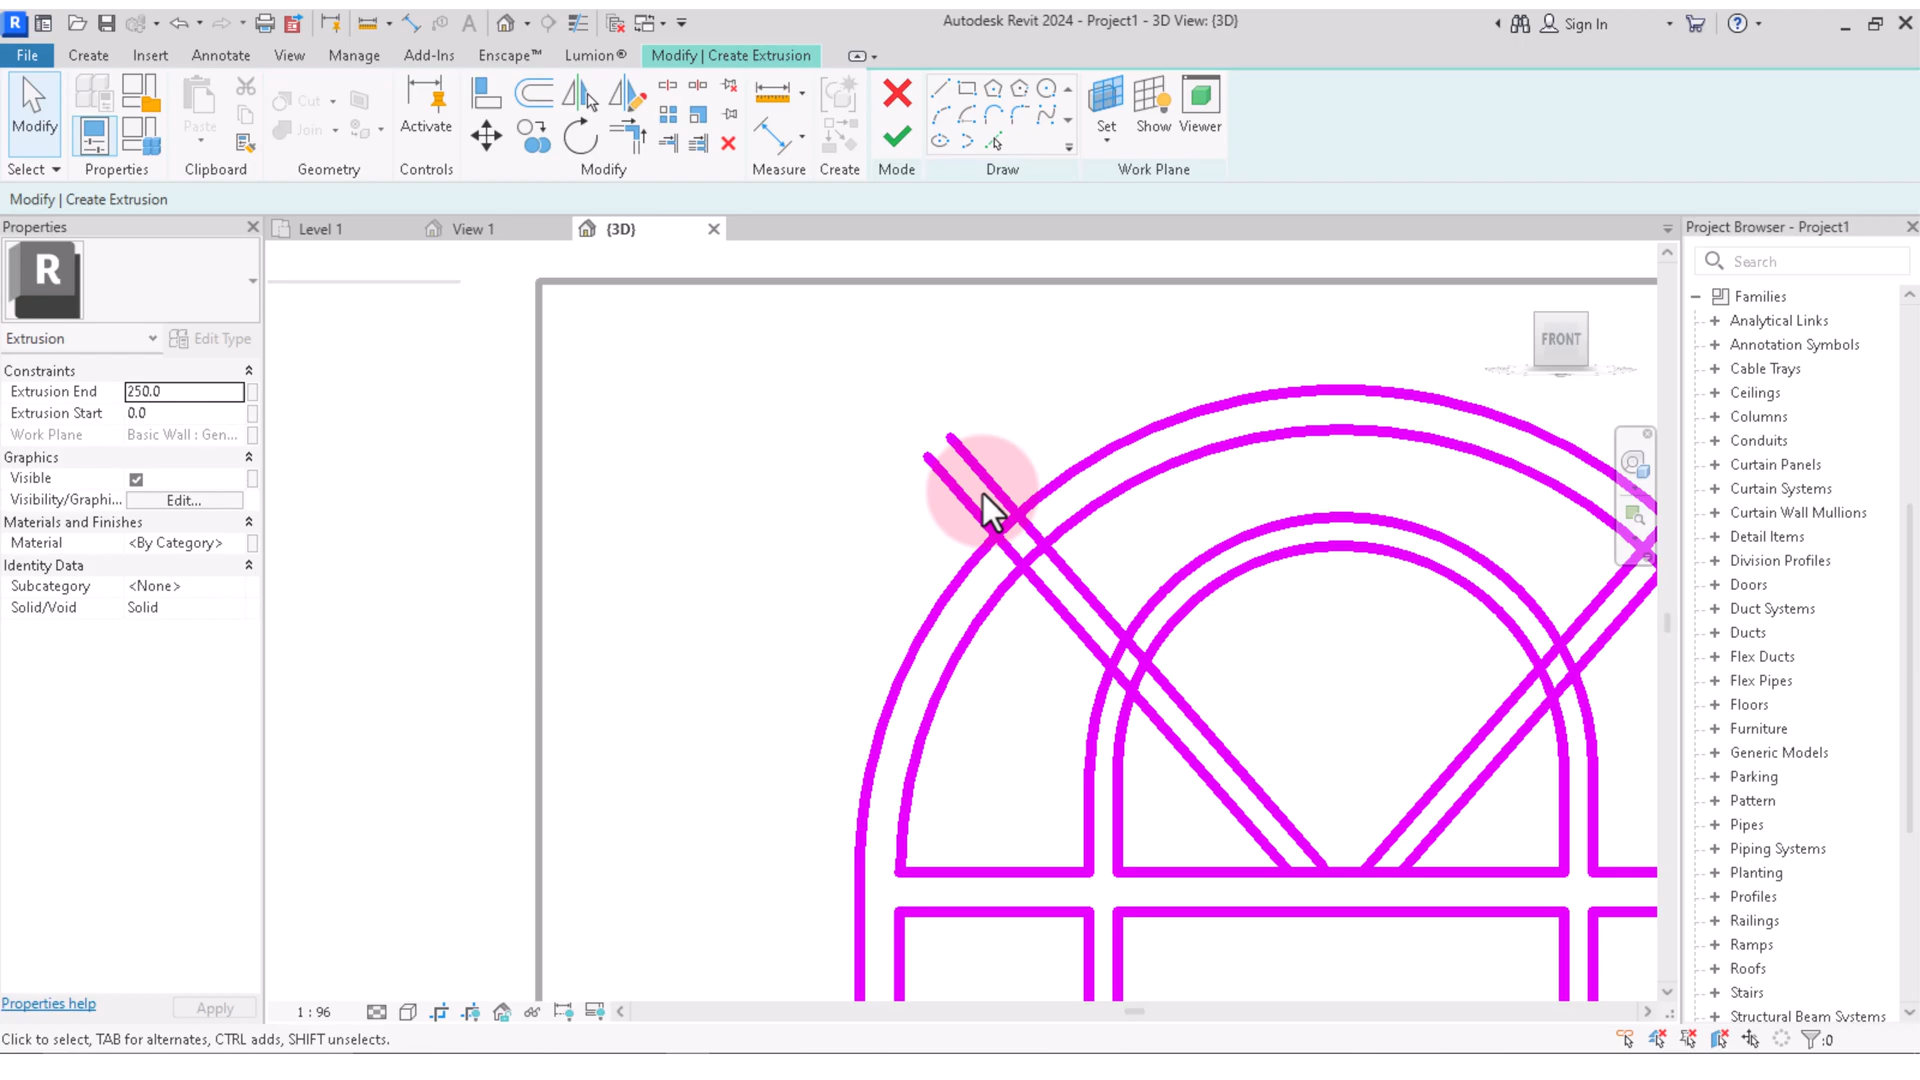 R
A
Autodesk Revit 2024 - Project1 - 3D View: {3D}
Sign In
File
Create
Insert
Annotate
View
Manage
Add-Ins
Enscape™
Lumion®
Modify | Create Extrusion
Modify
Paste
Cut
Join
Activate
Set
Show
Viewer
Select
Properties
Clipboard
Geometry
Controls
Modify
Measure
Create
Mode
Draw
Work Plane
Modify | Create Extrusion
Properties
R
Extrusion
Edit Type
Constraints
Extrusion End 250.0
Extrusion Start 0.0
Work Plane Basic Wall : Gen...
Graphics
Visible
Visibility/Graphi... Edit...
Materials and Finishes
Material <By Category>
Identity Data
Subcategory <None>
Solid/Void Solid
Properties help
Apply
Level 1
View 1
{3D}
FRONT
1 : 96
Project Browser - Project1
Search
Families
Analytical Links
Annotation Symbols
Cable Trays
Ceilings
Columns
Conduits
Curtain Panels
Curtain Systems
Curtain Wall Mullions
Detail Items
Division Profiles
Doors
Duct Systems
Ducts
Flex Ducts
Flex Pipes
Floors
Furniture
Generic Models
Parking
Pattern
Pipes
Piping Systems
Planting
Profiles
Railings
Ramps
Roofs
Stairs
Structural Beam Systems
Click to select, TAB for alternates, CTRL adds, SHIFT unselects.
:0